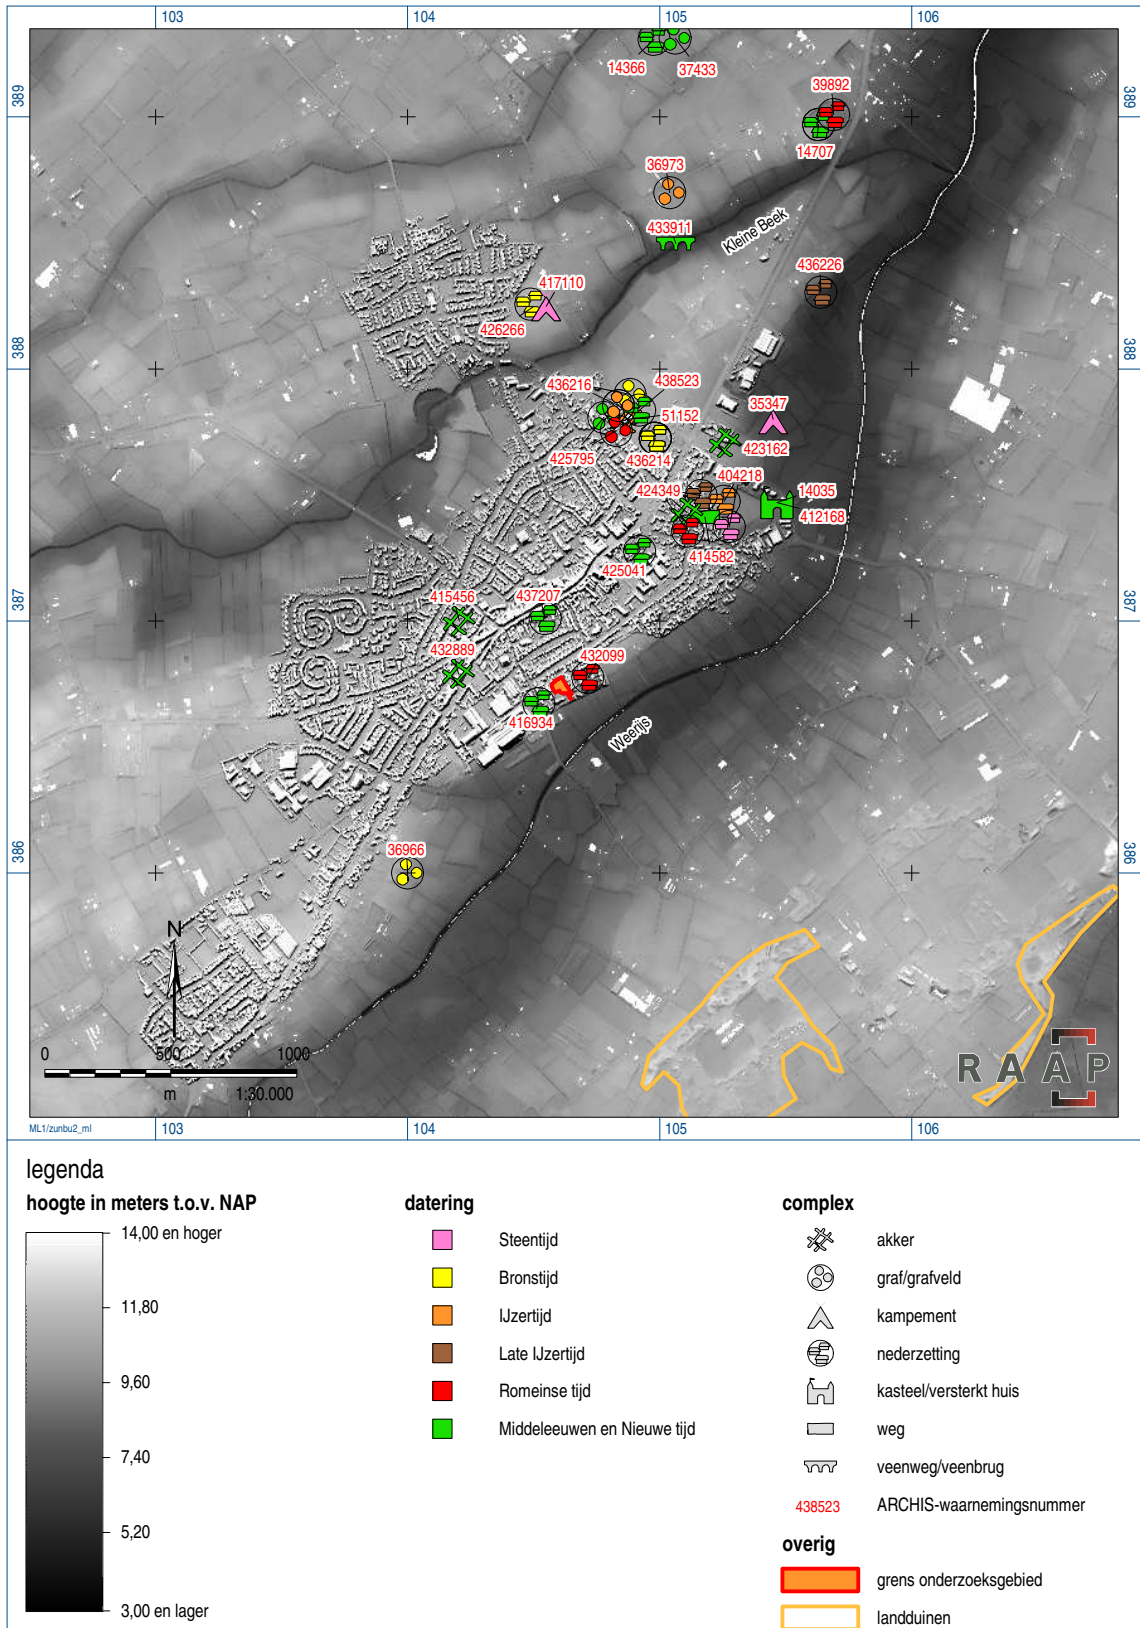 103 104 105 106
14366 37433
389 39892 389
14707
36973
433911
Kleine Beek
436226
417110
426266
388 388
436216 438523
35347
51152
425795 436214 423162
404218
424349 14035
412168
414582
425041
415456 437207
387 387
432889
432099
416934
Weerijs
386 36966 386
N
0 500 1000
m 1:30.000
RAAP
ML1/zunbu2_ml
103 104 105 106
legenda
hoogte in meters t.o.v. NAP
14,00 en hoger
11,80
9,60
7,40
5,20
3,00 en lager
datering
Steentijd
Bronstijd
IJzertijd
Late IJzertijd
Romeinse tijd
Middeleeuwen en Nieuwe tijd
complex
akker
graf/grafveld
kampement
nederzetting
kasteel/versterkt huis
weg
veenweg/veenbrug
438523 ARCHIS-waarnemingsnummer
overig
grens onderzoeksgebied
landduinen